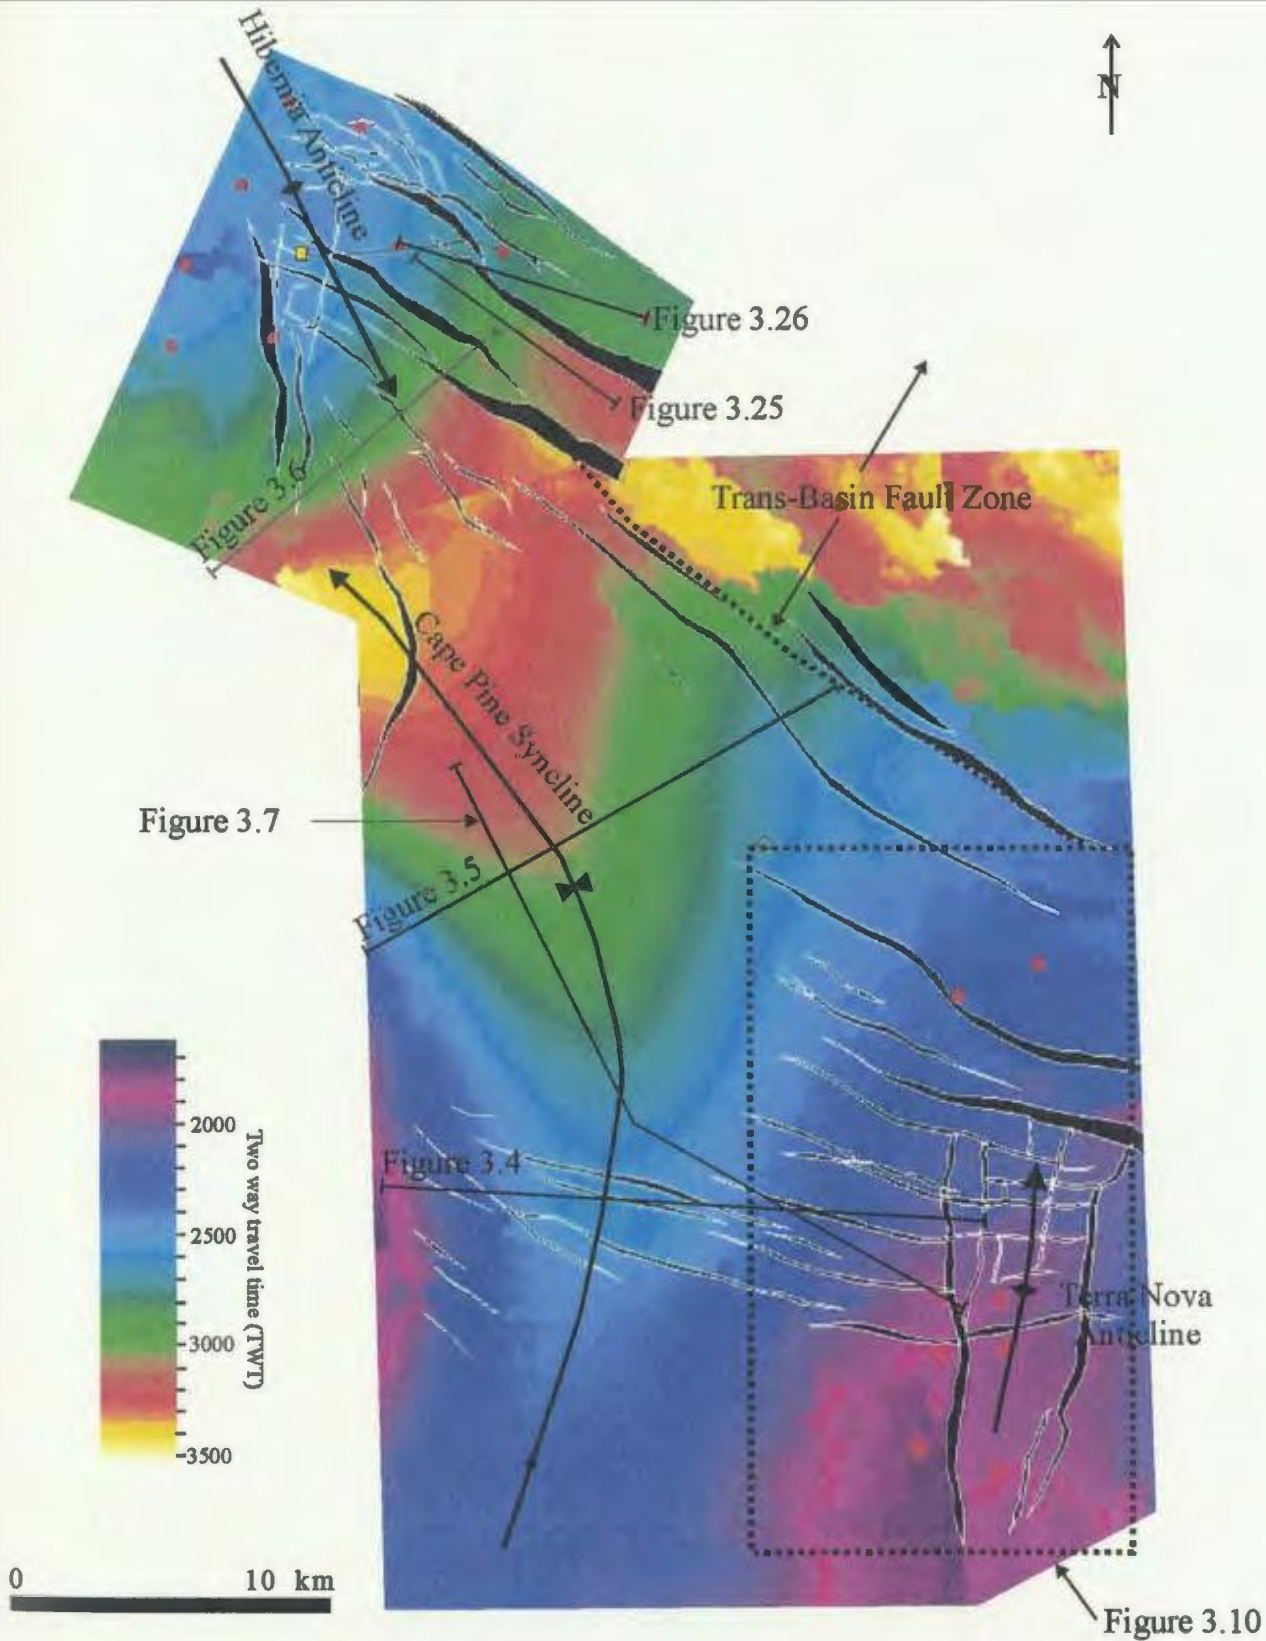 Hibernia Anticline
N
Figure 3.26
Figure 3.25
Trans-Basin Fault Zone
Figure 3.6
Cape Pine Syncline
Figure 3.7
Figure 3.5
Figure 3.4
2000
2500
3000
3500
Two way travel time (TWT)
Terra Nova
Anticline
0 10 km
Figure 3.10